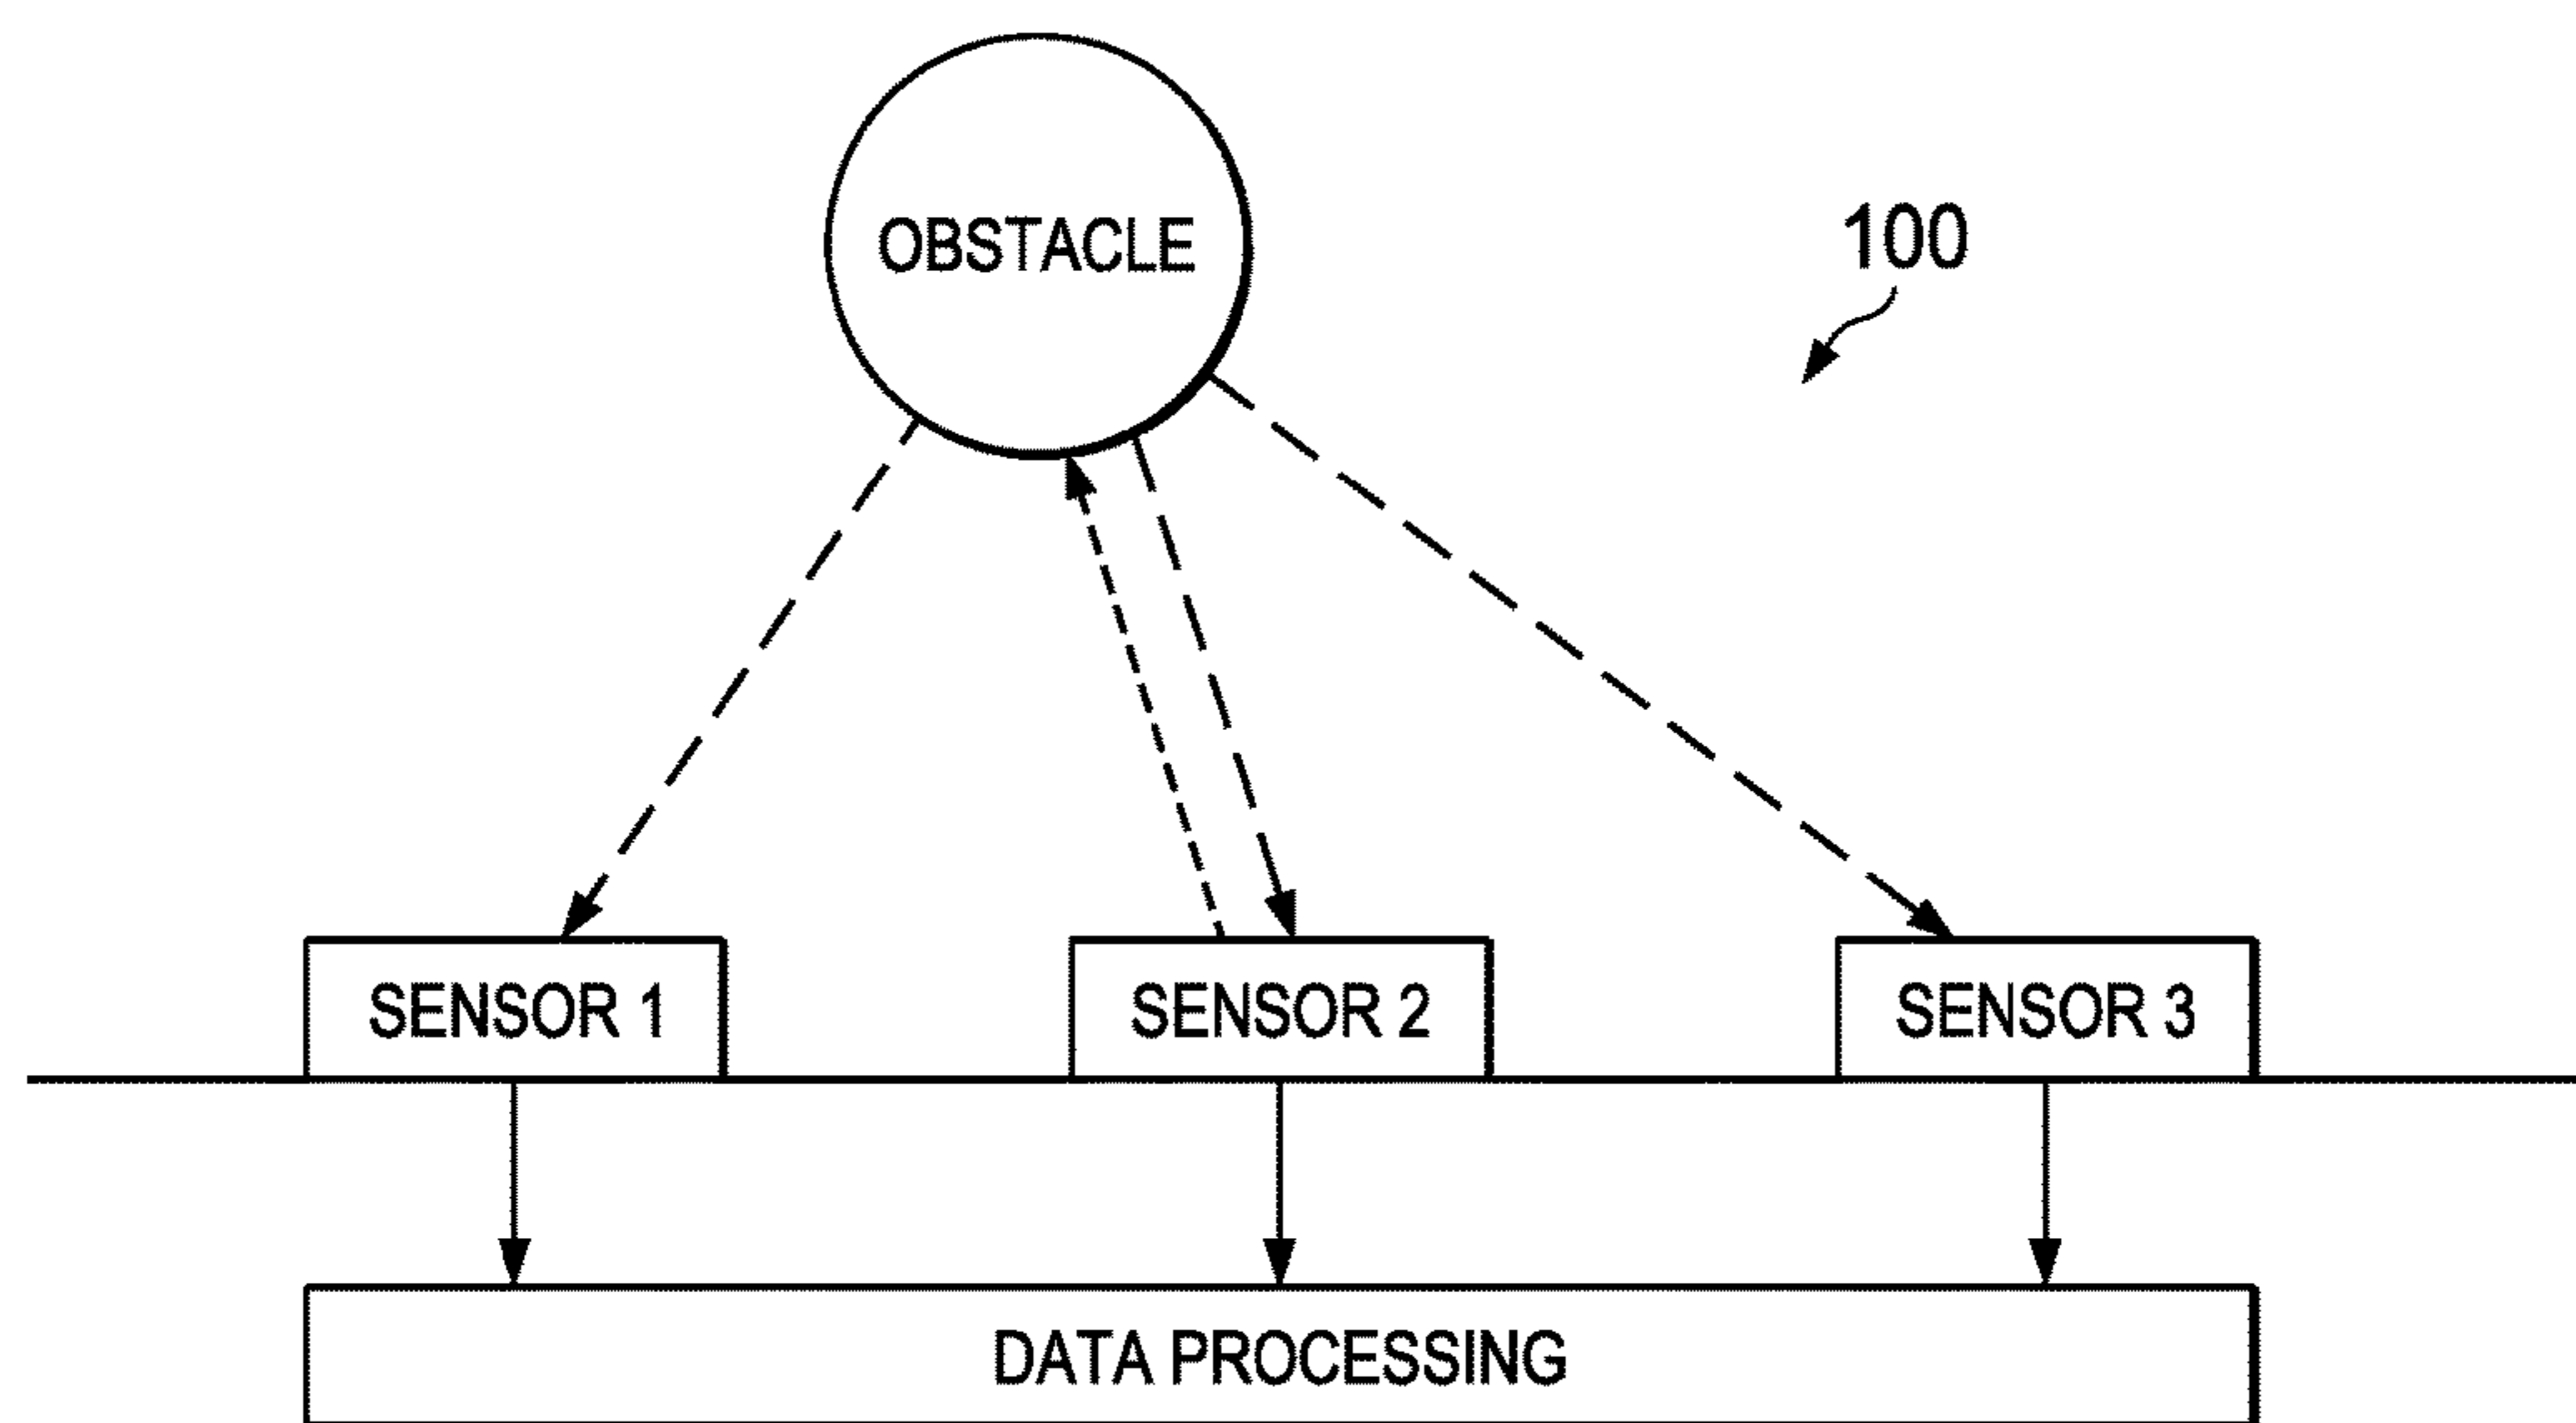 OBSTACLE
100
SENSOR 1
SENSOR 2
SENSOR 3
DATA PROCESSING